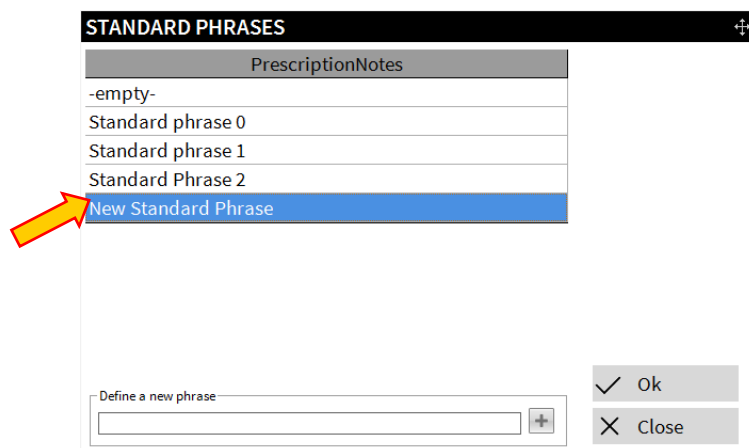 STANDARD PHRASES
PrescriptionNotes
-empty-
Standard phrase 0
Standard phrase 1
Standard Phrase 2
New Standard Phrase
Ok
Define a new phrase
Close